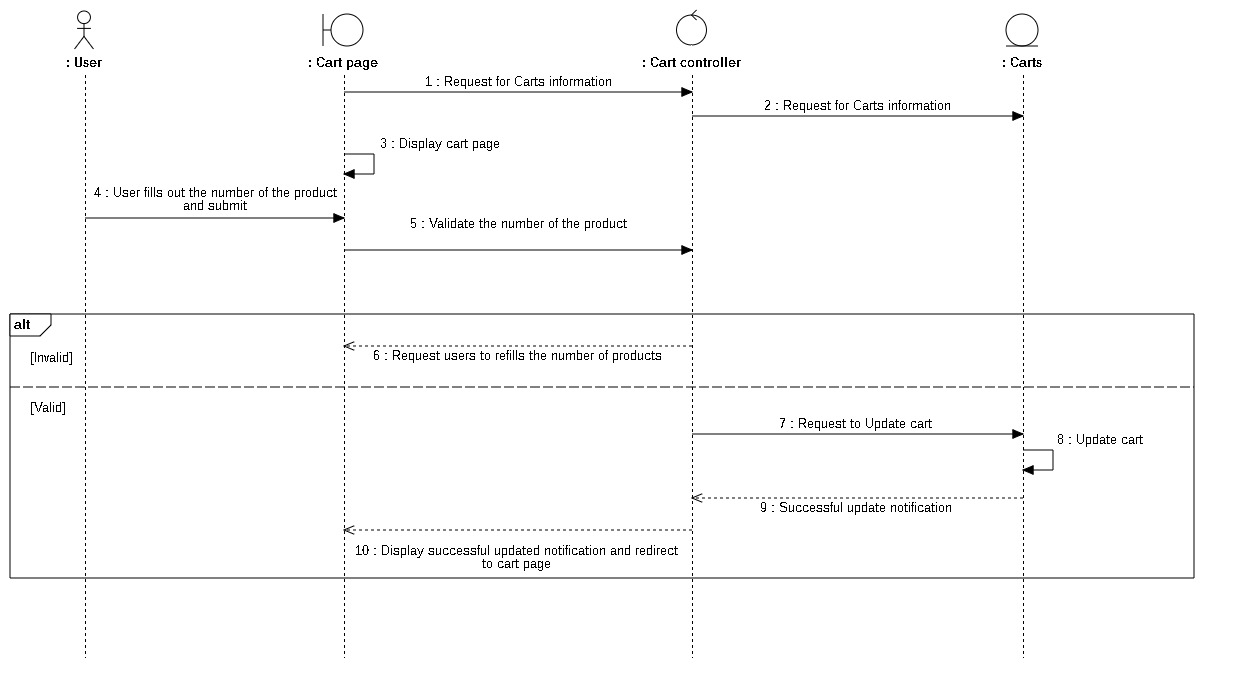 : User
: Cart page
: Cart controller
: Carts
1 : Request for Carts information
2 : Request for Carts information
3 : Display cart page
4 : User fills out the number of the product
and submit
5 : Validate the number of the product
alt
[Invalid]
6 : Request users to refills the number of products
[Valid]
7 : Request to Update cart
8 : Update cart
9 : Successful update notification
10 : Display successful updated notification and redirect
to cart page